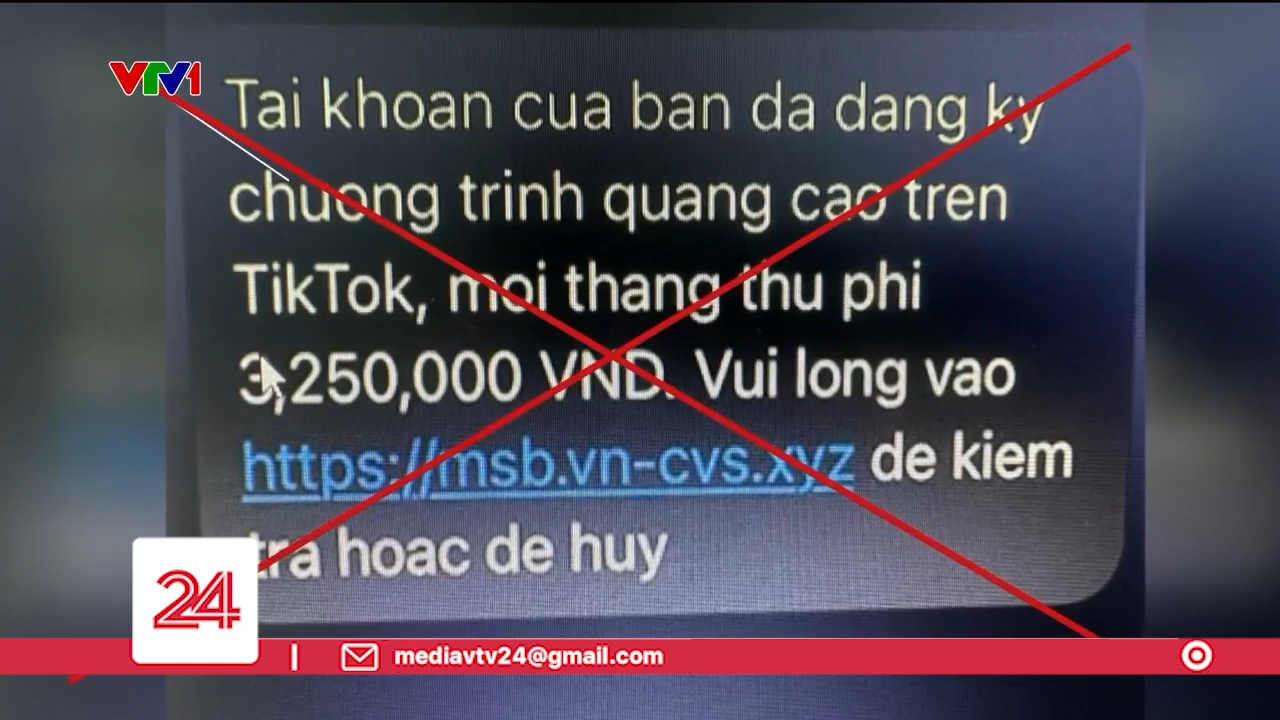 VTV1
Tai khoan cua ban da dang ky
chuong trinh quang cao tren
TikTok, moi thang thu phi
3,250,000 VND. Vui long vao
https://msb.vn-cvs.xyz de kiem
tra hoac de huy
24
mediavtv24@gmail.com